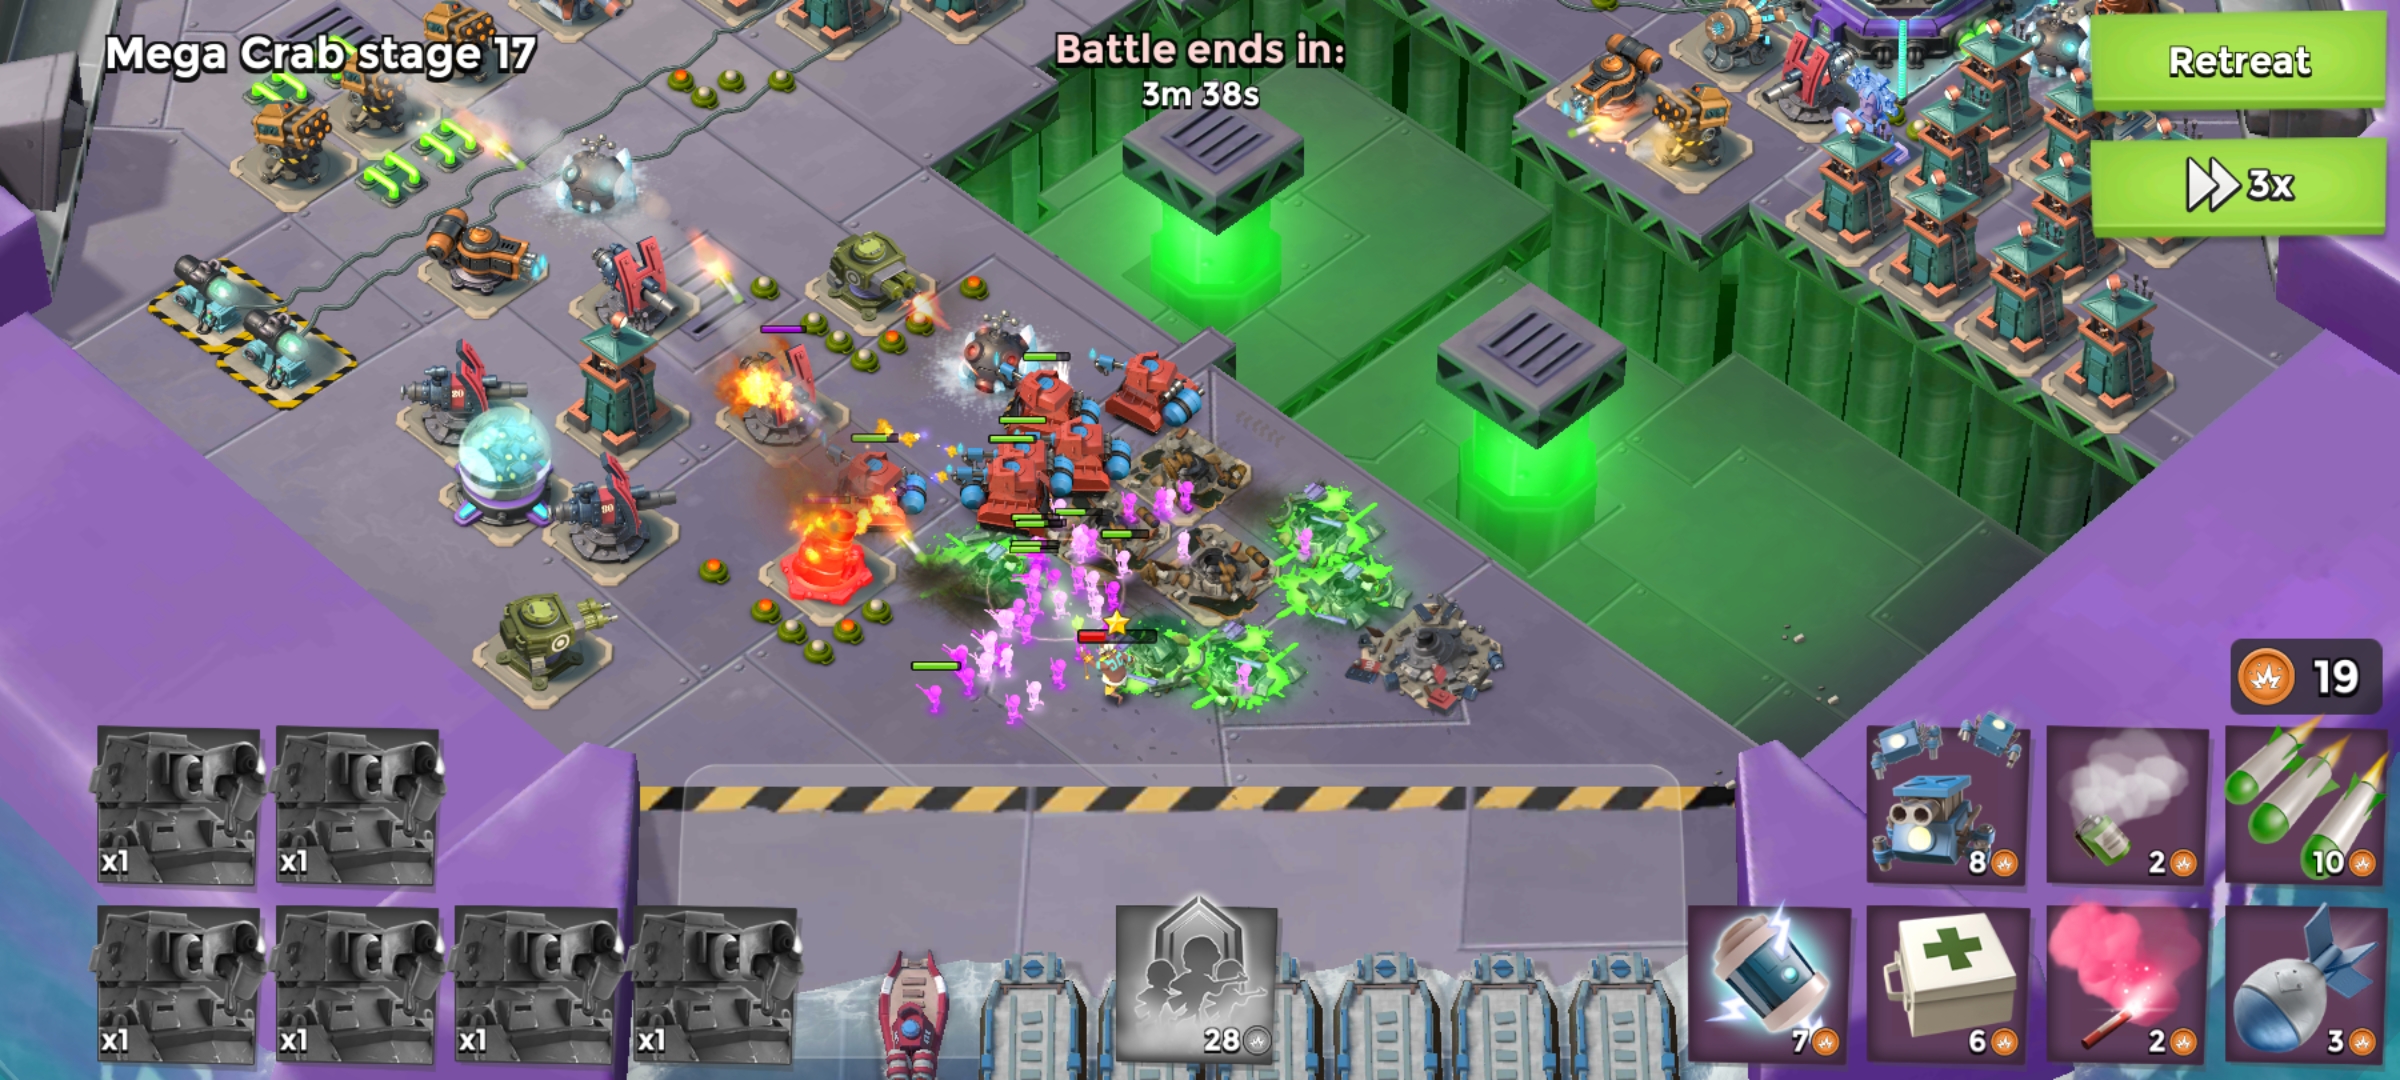 Mega Crab stage 17
Battle ends in:
3m 38s
Retreat
3x
19
x1
x1
8
2
10
x1
x1
x1
x1
28
7
6
2
3